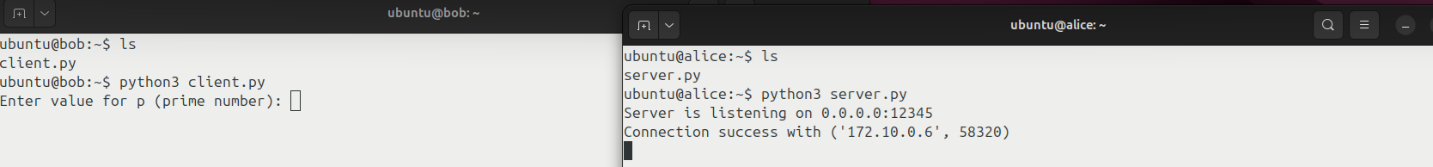 ubuntu@bob: ~
ubuntu@bob:~$ ls
client.py
ubuntu@bob:~$ python3 client.py
Enter value for p (prime number):
ubuntu@alice: ~
ubuntu@alice:~$ ls
server.py
ubuntu@alice:~$ python3 server.py
Server is listening on 0.0.0.0:12345
Connection success with ('172.10.0.6', 58320)